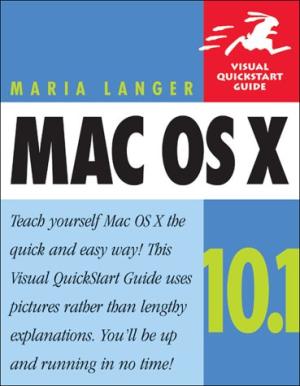 VISUAL
QUICKSTART
GUIDE
MARIA LANGER
MAC OS X
Teach yourself Mac OS X the
quick and easy way! This
Visual QuickStart Guide uses
pictures rather than lengthy
explanations. You'll be up
and running in no time!
10.1